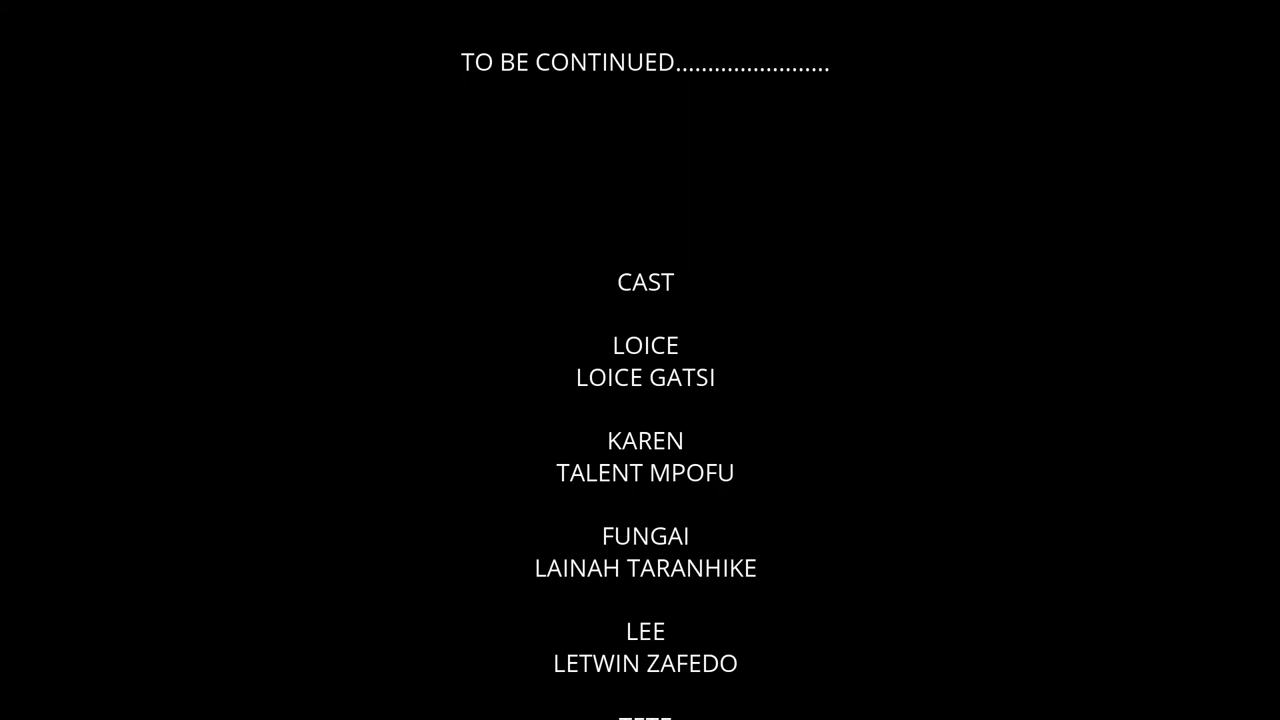 TO BE CONTINUED........................
CAST
LOICE
LOICE GATSI
KAREN
TALENT MPOFU
FUNGAI
LAINAH TARANHIKE
LEE
LETWIN ZAFEDO